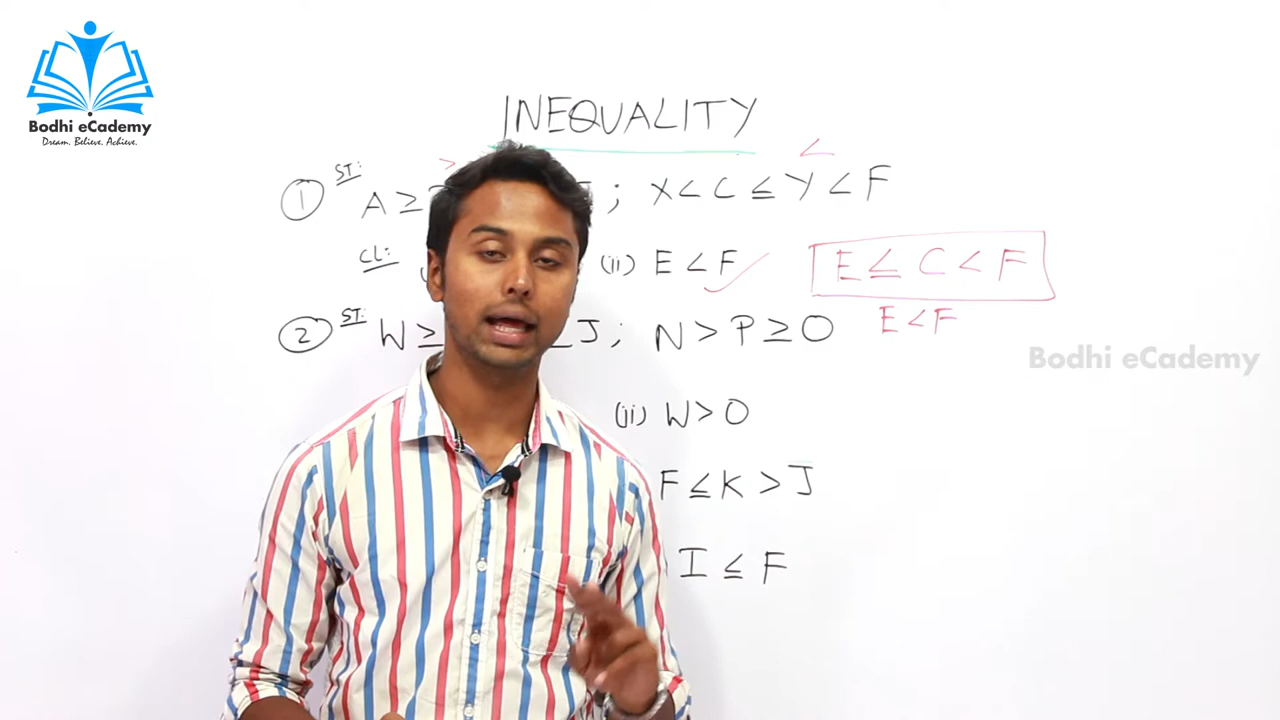 Bodhi eCademy
Dream. Believe. Achieve.
INEQUALITY
> <
① ST: A ≥ ; X < C ≤ Y < F
CL: (ii) E < F ✓ E ≤ C < F
E < F
② ST: W ≥ J ; N > P ≥ O
Bodhi eCademy
(ii) W > O
F ≤ K > J
I ≤ F